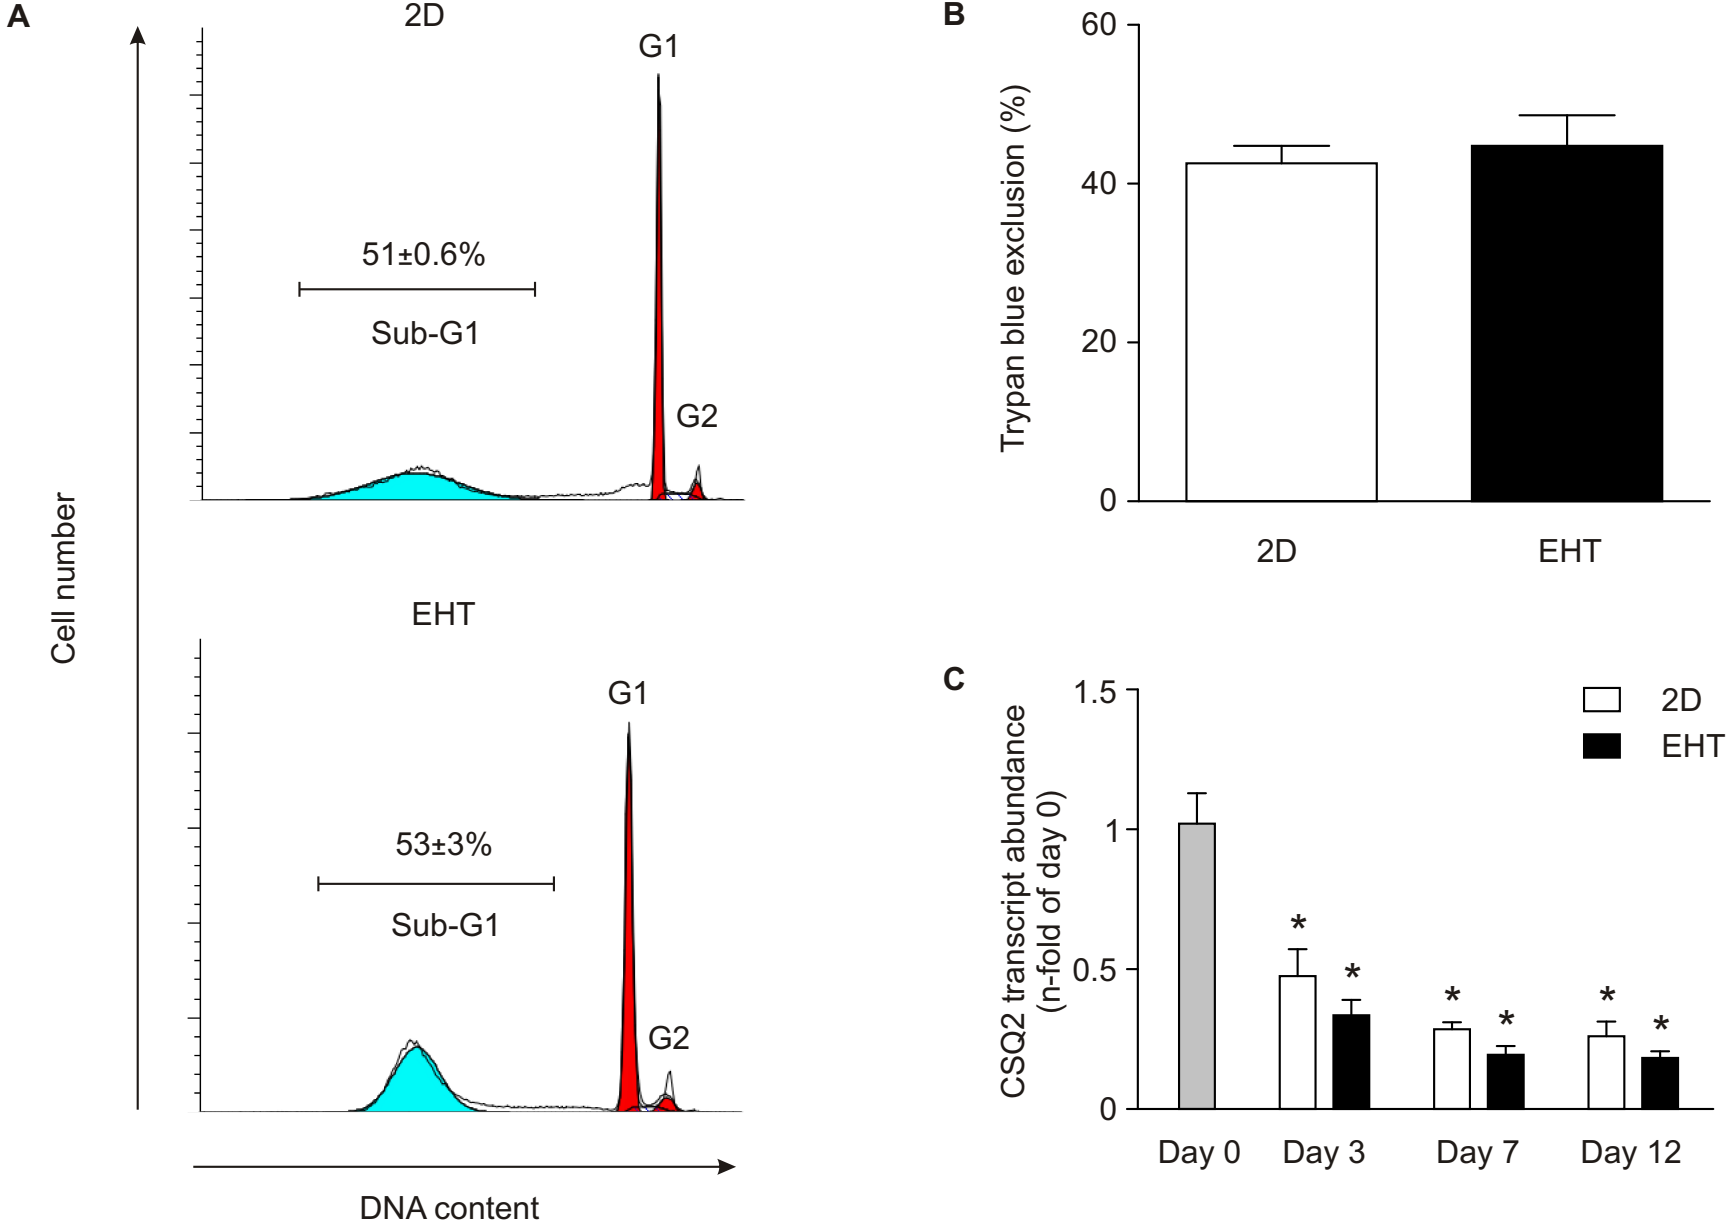 A
2D
G1
51±0.6%
Sub-G1
G2
Cell number
EHT
G1
53±3%
Sub-G1
G2
DNA content
B
60
40
20
0
Trypan blue exclusion (%)
2D
EHT
C
1.5
1
0.5
0
CSQ2 transcript abundance
(n-fold of day 0)
2D
EHT
*
*
*
*
*
*
Day 0
Day 3
Day 7
Day 12